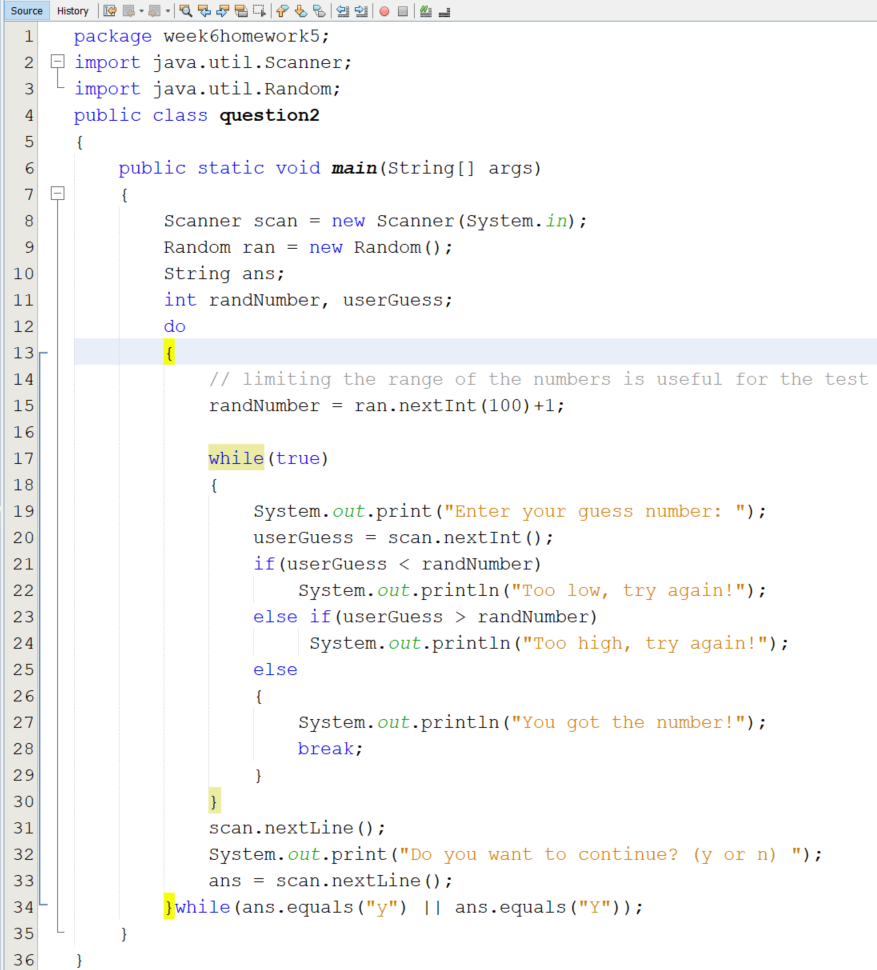 Source History
1 package week6homework5;
2 import java.util.Scanner;
3 import java.util.Random;
4 public class question2
5 {
6 public static void main(String[] args)
7 {
8 Scanner scan = new Scanner(System.in);
9 Random ran = new Random();
10 String ans;
11 int randNumber, userGuess;
12 do
13 {
14 // limiting the range of the numbers is useful for the test
15 randNumber = ran.nextInt(100)+1;
16
17 while(true)
18 {
19 System.out.print("Enter your guess number: ");
20 userGuess = scan.nextInt();
21 if(userGuess < randNumber)
22 System.out.println("Too low, try again!");
23 else if(userGuess > randNumber)
24 System.out.println("Too high, try again!");
25 else
26 {
27 System.out.println("You got the number!");
28 break;
29 }
30 }
31 scan.nextLine();
32 System.out.print("Do you want to continue? (y or n) ");
33 ans = scan.nextLine();
34 }while(ans.equals("y") || ans.equals("Y"));
35 }
36 }